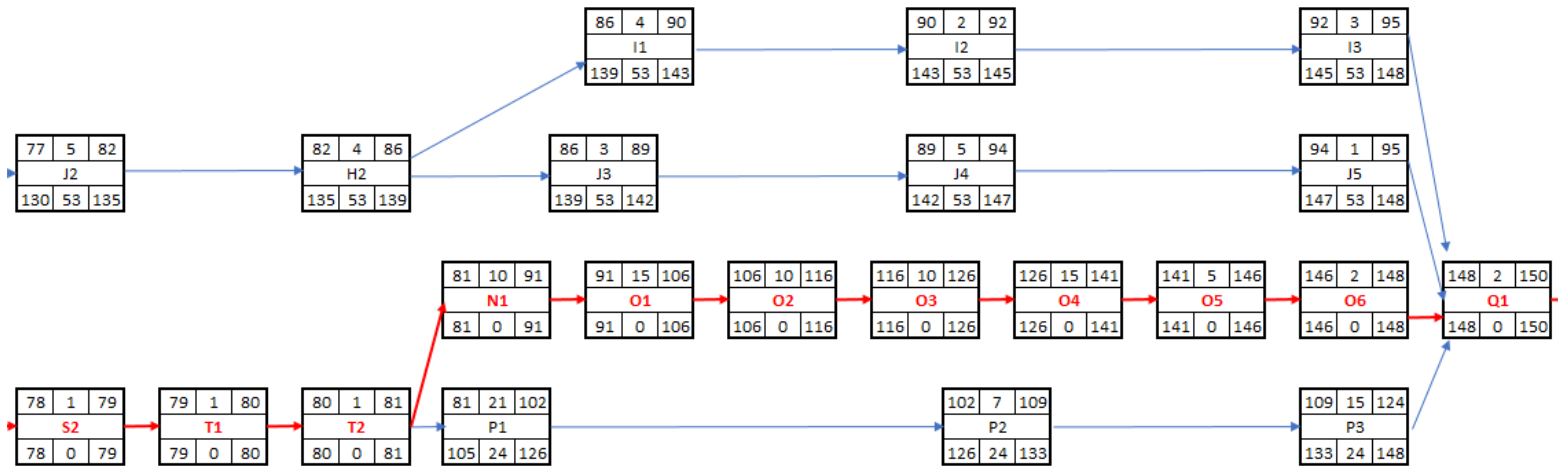 86 4 90
I1
139 53 143
90 2 92
I2
143 53 145
92 3 95
I3
145 53 148
77 5 82
J2
130 53 135
82 4 86
H2
135 53 139
86 3 89
J3
139 53 142
89 5 94
J4
142 53 147
94 1 95
J5
147 53 148
81 10 91
N1
81 0 91
91 15 106
O1
91 0 106
106 10 116
O2
106 0 116
116 10 126
O3
116 0 126
126 15 141
O4
126 0 141
141 5 146
O5
141 0 146
146 2 148
O6
146 0 148
148 2 150
Q1
148 0 150
78 1 79
S2
78 0 79
79 1 80
T1
79 0 80
80 1 81
T2
80 0 81
81 21 102
P1
105 24 126
102 7 109
P2
126 24 133
109 15 124
P3
133 24 148